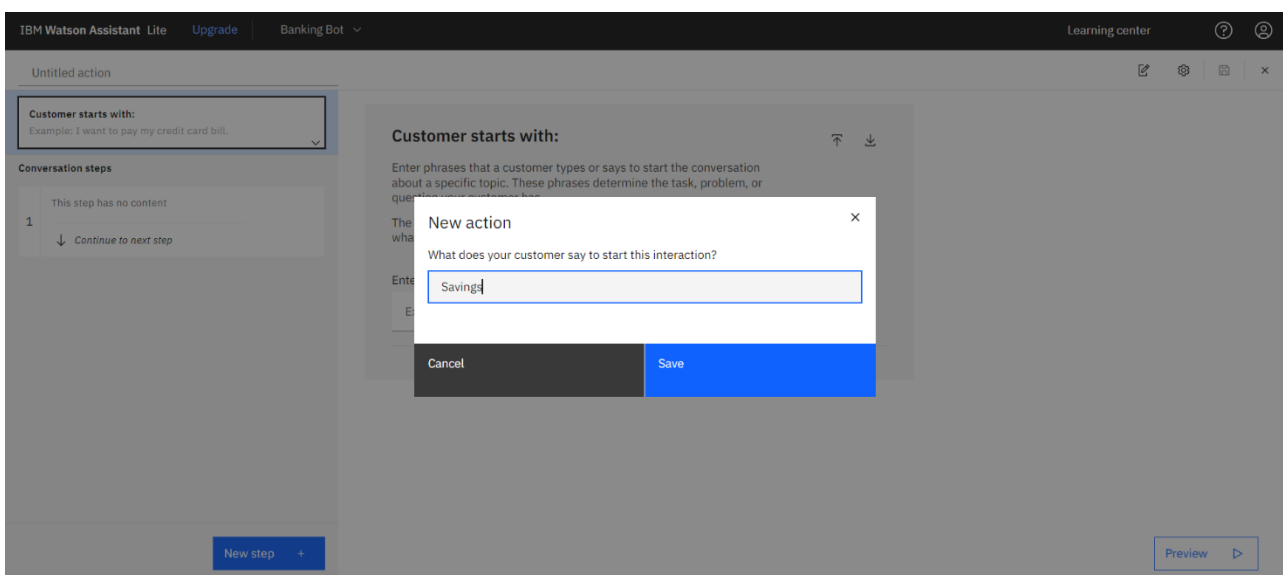 IBM Watson Assistant Lite Upgrade Banking Bot Learning center
Untitled action
Customer starts with:
Example: I want to pay my credit card bill.
Conversation steps
1
This step has no content
Continue to next step
New step +
Customer starts with:
Enter phrases that a customer types or says to start the conversation
about a specific topic. These phrases determine the task, problem, or
question your customer has.
The
Ente
New action
What does your customer say to start this interaction?
Savings
Cancel Save
Preview